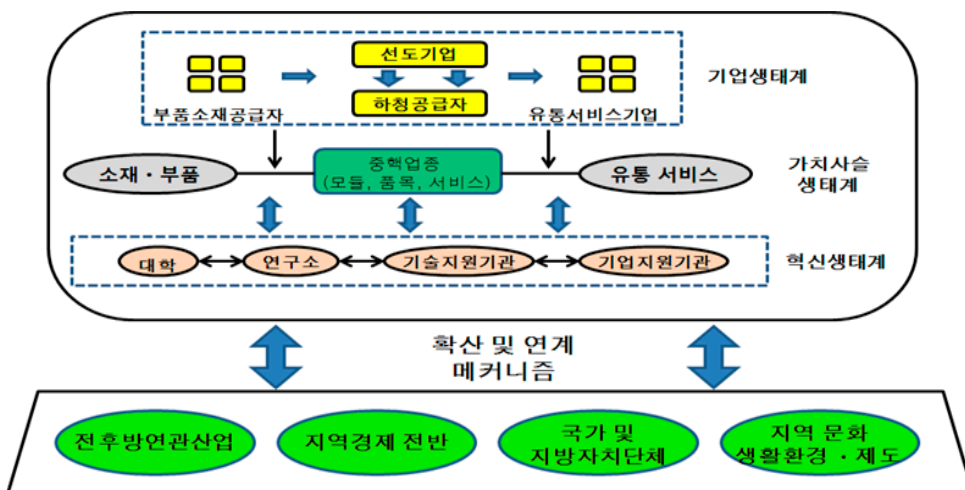 선도기업
하청공급자
기업생태계
부품소재공급자
유통서비스기업
소재・부품
중핵업종
(모듈, 품목, 서비스)
유통 서비스
가치사슬
생태계
대학
연구소
기술지원기관
기업지원기관
혁신생태계
확산 및 연계
메커니즘
전후방연관산업
지역경제 전반
국가 및
지방자치단체
지역 문화
생활환경・제도